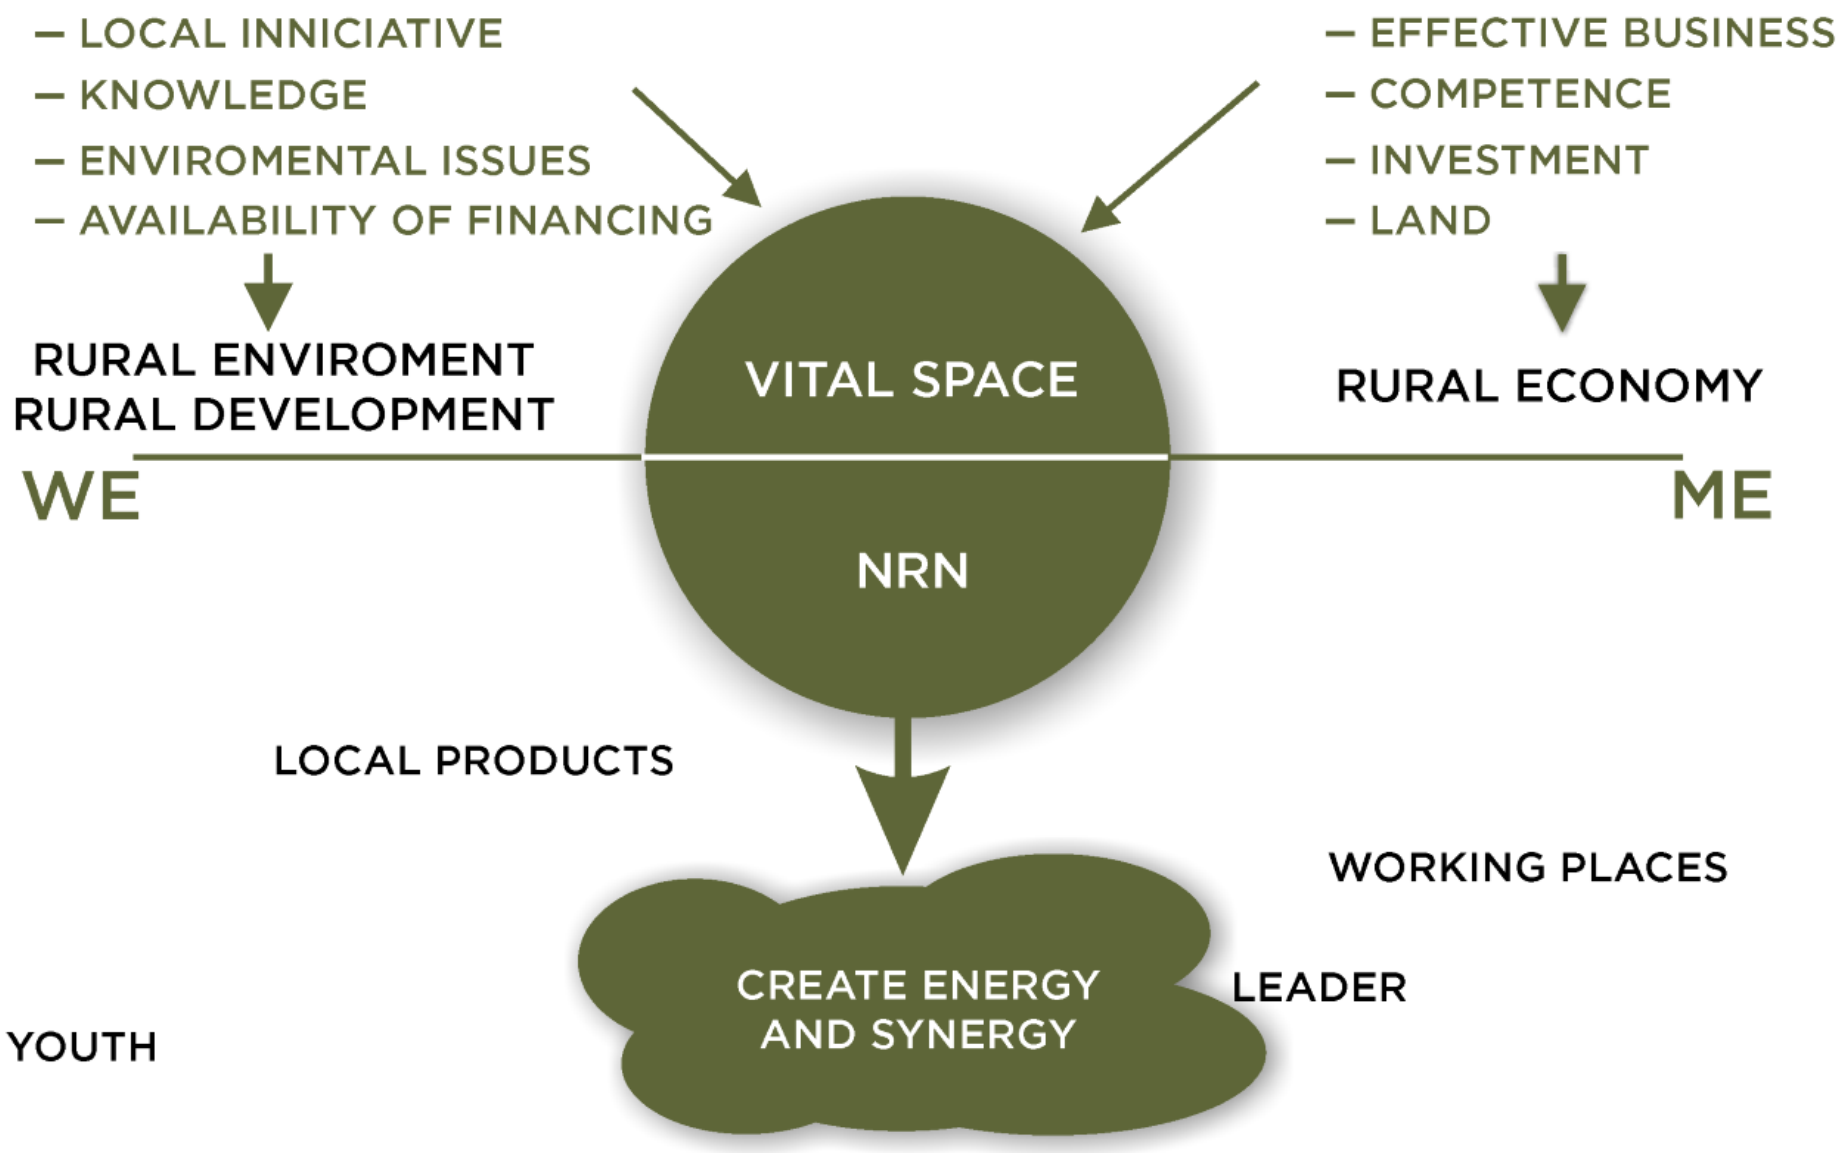 — LOCAL INNICIATIVE
— KNOWLEDGE
— ENVIROMENTAL ISSUES
— AVAILABILITY OF FINANCING
— EFFECTIVE BUSINESS
— COMPETENCE
— INVESTMENT
— LAND
RURAL ENVIROMENT
RURAL DEVELOPMENT
VITAL SPACE
RURAL ECONOMY
WE
ME
NRN
LOCAL PRODUCTS
WORKING PLACES
CREATE ENERGY
AND SYNERGY
LEADER
YOUTH